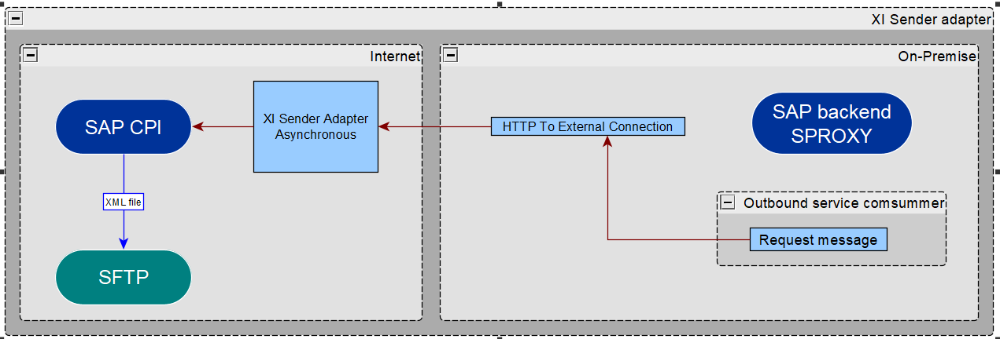 XI Sender adapter
Internet
On-Premise
SAP CPI
XI Sender Adapter
Asynchronous
HTTP To External Connection
SAP backend
SPROXY
XML file
Outbound service comsummer
Request message
SFTP